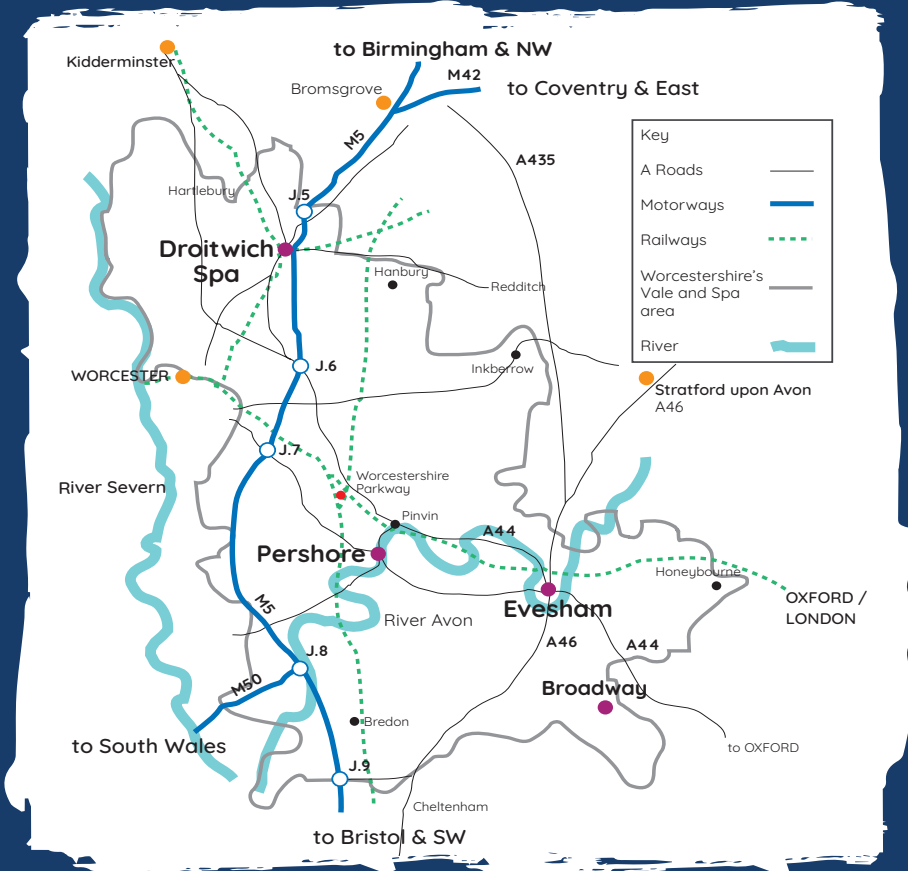 to Birmingham & NW
Kidderminster
M42
Bromsgrove
to Coventry & East
M5
A435
Key
A Roads
Motorways
Railways
Worcestershire's
Vale and Spa
area
River
Hartlebury
J.5
Droitwich
Spa
Hanbury
Redditch
J.6
Inkberrow
WORCESTER
Stratford upon Avon
A46
J.7
Worcestershire
Parkway
River Severn
Pinvin
A44
Pershore
Honeybourne
Evesham
OXFORD /
LONDON
M5
River Avon
A46
A44
J.8
M50
Broadway
Bredon
to South Wales
to OXFORD
J.9
Cheltenham
to Bristol & SW